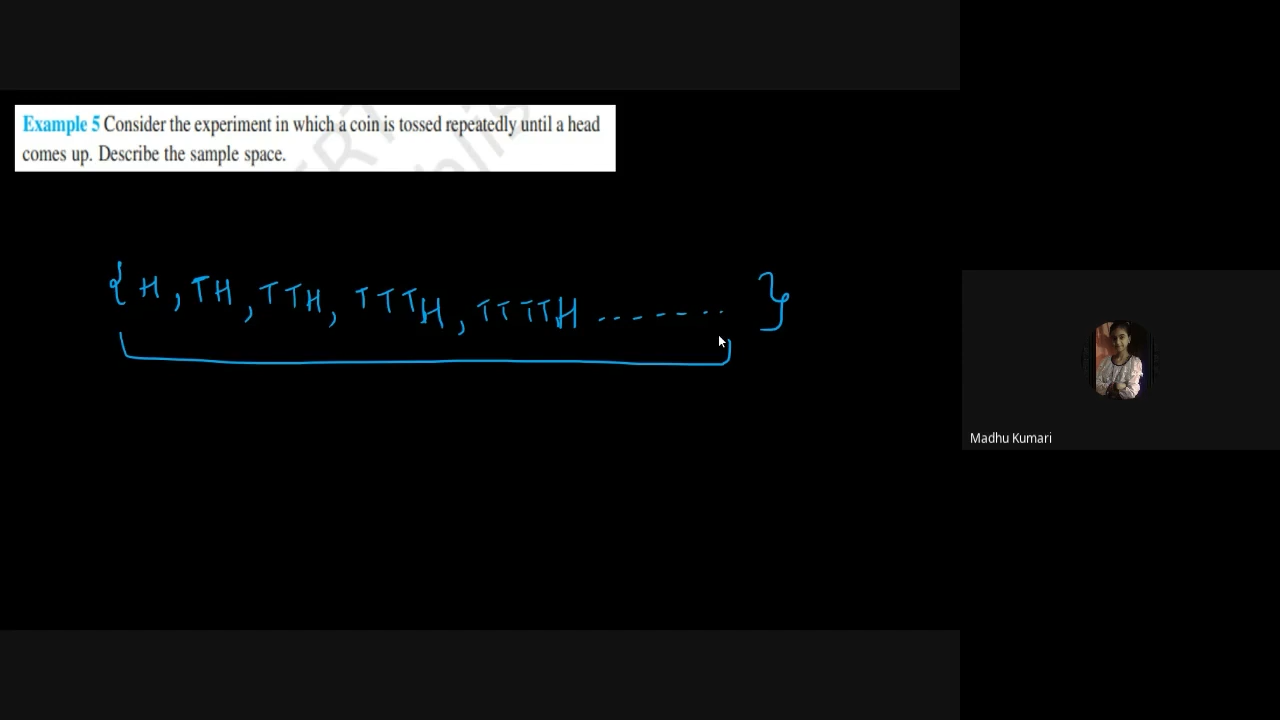 Example 5 Consider the experiment in which a coin is tossed repeatedly until a head
comes up. Describe the sample space.
{ H, TH, TTH, TTTH, TTTTH ........ }
Madhu Kumari